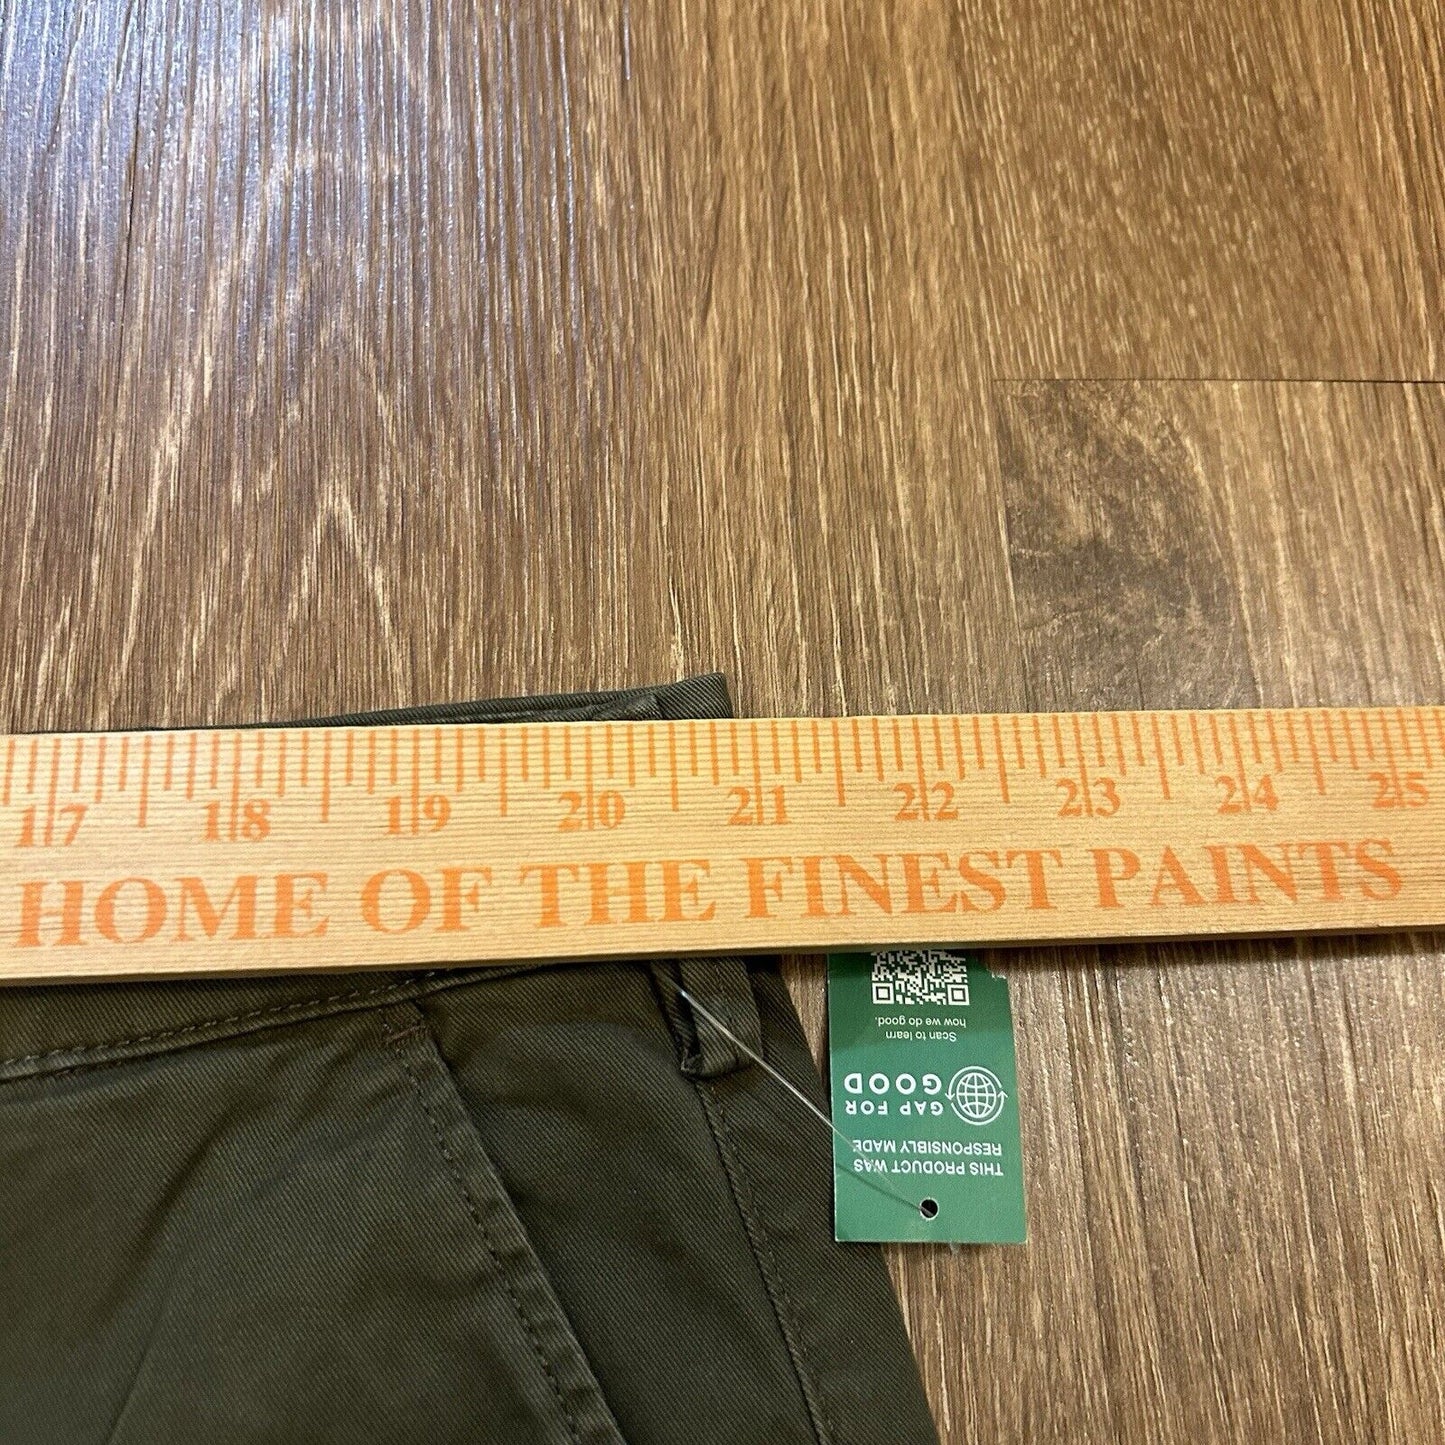 17 18 19 20 21 22 23 24 25
HOME OF THE FINEST PAINTS
THIS PRODUCT WAS
RESPONSIBLY MADE
GAP FOR
GOOD
Scan to learn
how we do good.